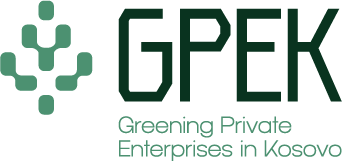 GPEK
Greening Private
Enterprises in Kosovo